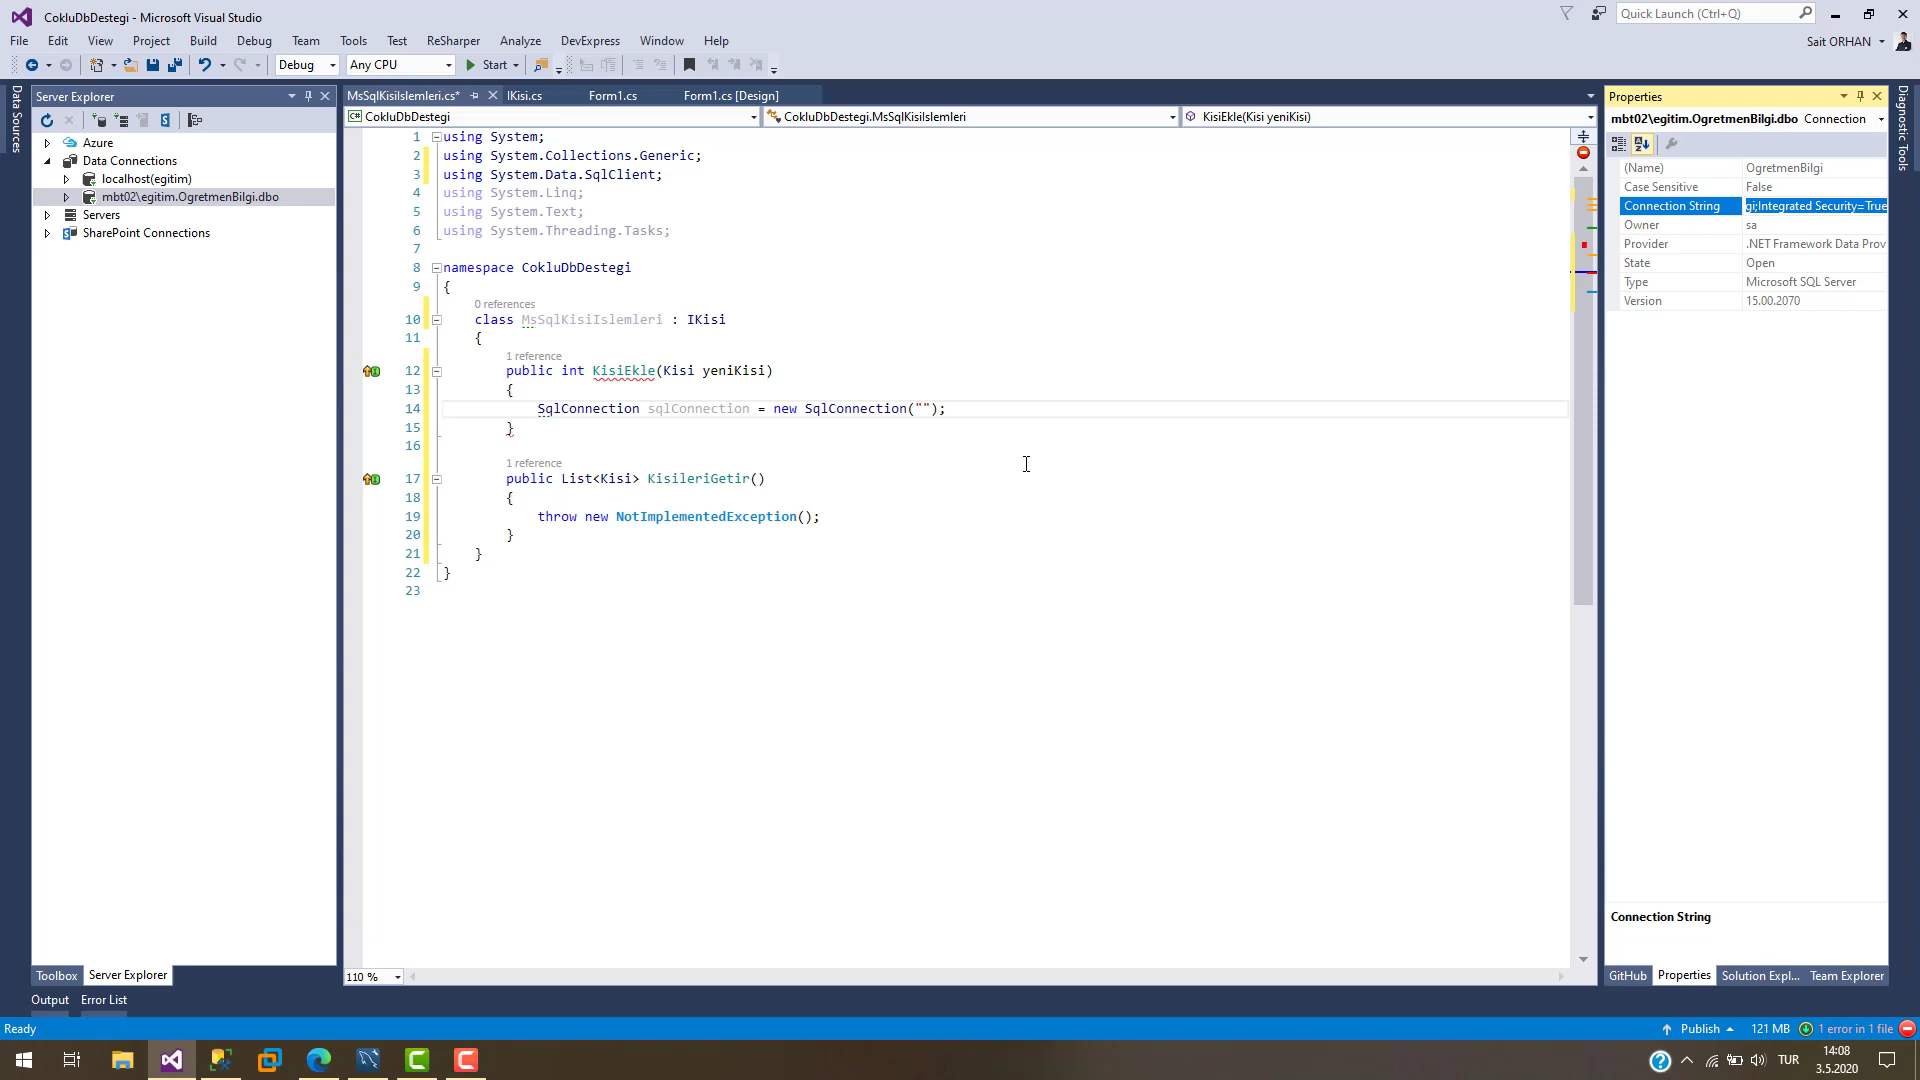 CokluDbDestegi - Microsoft Visual Studio
Quick Launch (Ctrl+Q)
File Edit View Project Build Debug Team Tools Test ReSharper Analyze DevExpress Window Help
Sait ORHAN
Debug Any CPU Start
Data Sources
Server Explorer
Azure
Data Connections
localhost(egitim)
mbt02\egitim.OgretmenBilgi.dbo
Servers
SharePoint Connections
Toolbox Server Explorer
MsSqlKisiIslemleri.cs* IKisi.cs Form1.cs Form1.cs [Design]
CokluDbDestegi CokluDbDestegi.MsSqlKisiIslemleri KisiEkle(Kisi yeniKisi)
1 using System;
2 using System.Collections.Generic;
3 using System.Data.SqlClient;
4 using System.Linq;
5 using System.Text;
6 using System.Threading.Tasks;
7
8 namespace CokluDbDestegi
9 {
0 references
10 class MsSqlKisiIslemleri : IKisi
11 {
1 reference
12 public int KisiEkle(Kisi yeniKisi)
13 {
14 SqlConnection sqlConnection = new SqlConnection("");
15 }
16
1 reference
17 public List<Kisi> KisileriGetir()
18 {
19 throw new NotImplementedException();
20 }
21 }
22 }
23
110 %
Properties
mbt02\egitim.OgretmenBilgi.dbo Connection
(Name) OgretmenBilgi
Case Sensitive False
Connection String gi;Integrated Security=True
Owner sa
Provider .NET Framework Data Prov
State Open
Type Microsoft SQL Server
Version 15.00.2070
Connection String
GitHub Properties Solution Expl... Team Explorer
Diagnostic Tools
Output Error List
Ready
Publish 121 MB 1 error in 1 file
TUR
14:08
3.5.2020